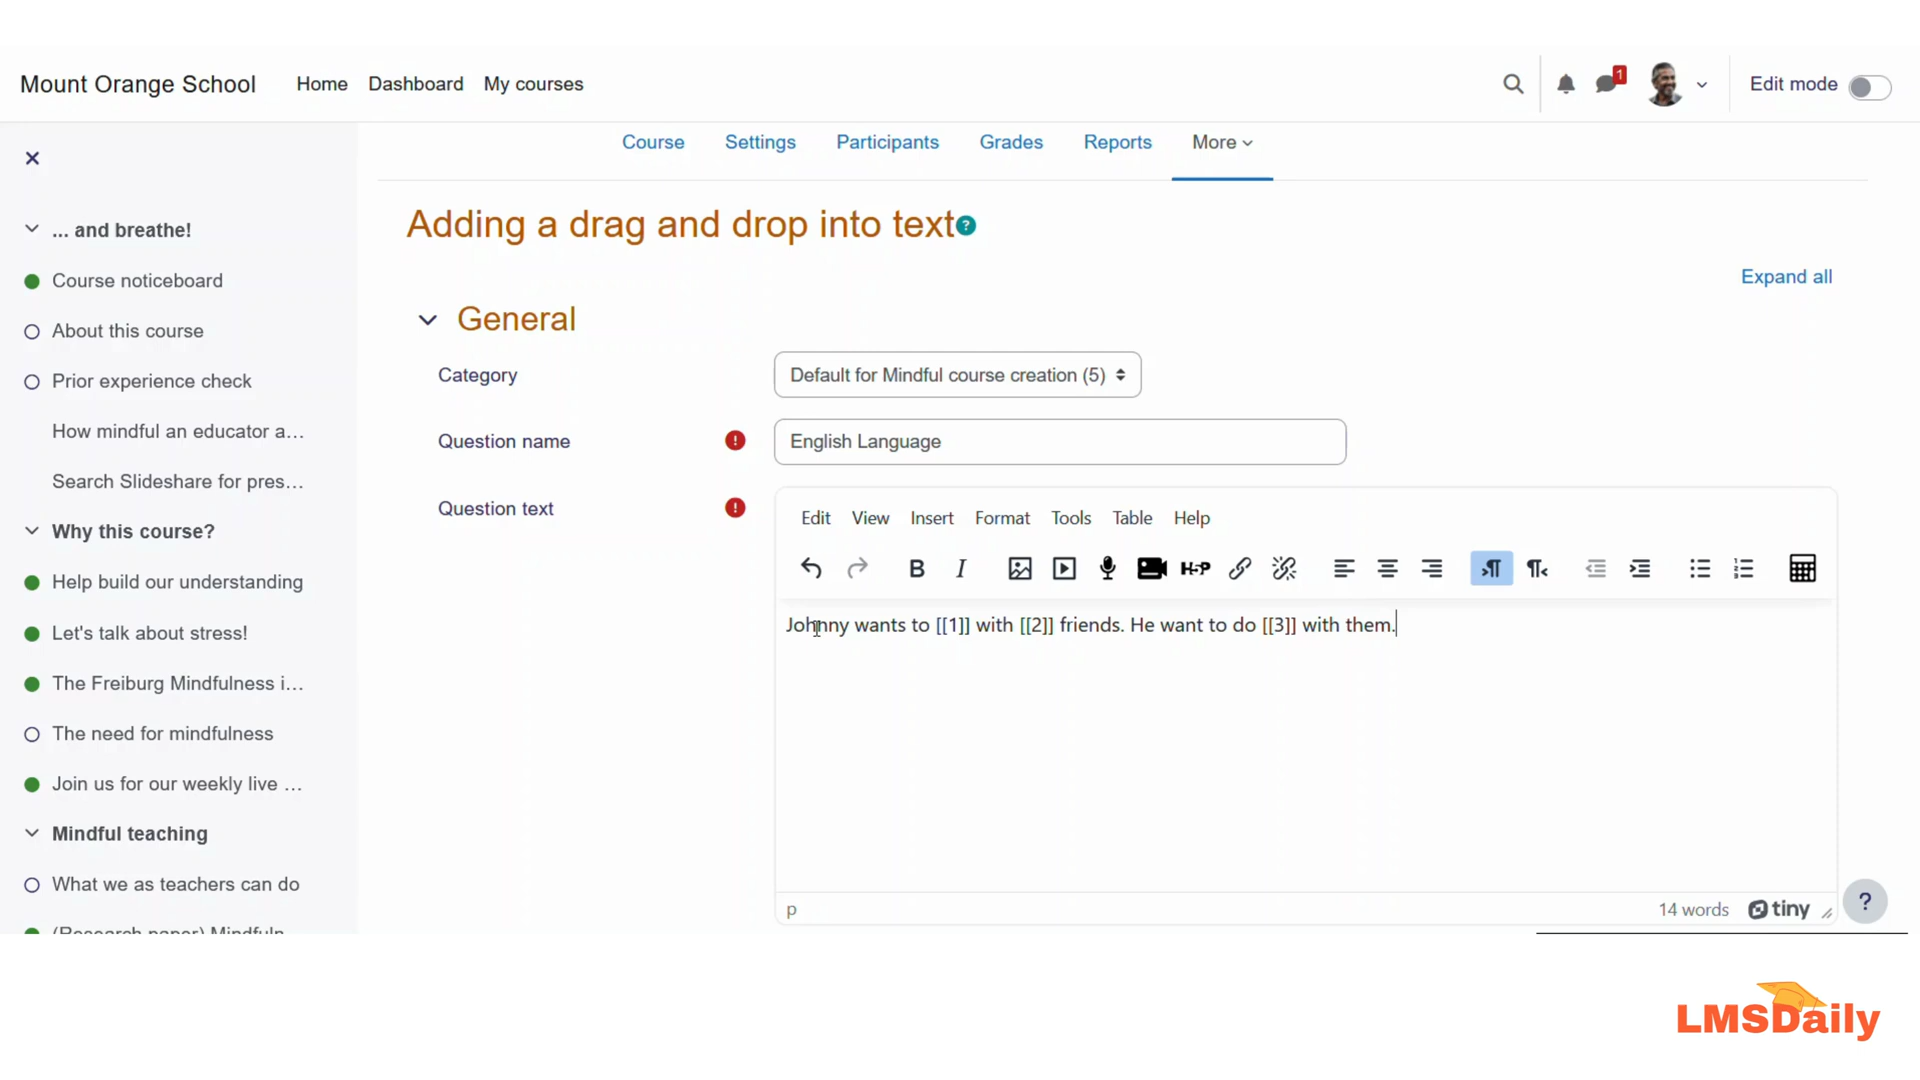 Mount Orange School Home Dashboard My courses 1 Edit mode
Course Settings Participants Grades Reports More
Adding a drag and drop into text ?
Expand all
General
Category Default for Mindful course creation (5)
Question name ! English Language
Question text !
Edit View Insert Format Tools Table Help
B I H-P
Johnny wants to [[1]] with [[2]] friends. He want to do [[3]] with them.
p 14 words tiny
?
... and breathe!
Course noticeboard
About this course
Prior experience check
How mindful an educator a...
Search Slideshare for pres...
Why this course?
Help build our understanding
Let's talk about stress!
The Freiburg Mindfulness i...
The need for mindfulness
Join us for our weekly live ...
Mindful teaching
What we as teachers can do
(Research paper) Mindfuln
LMSDaily